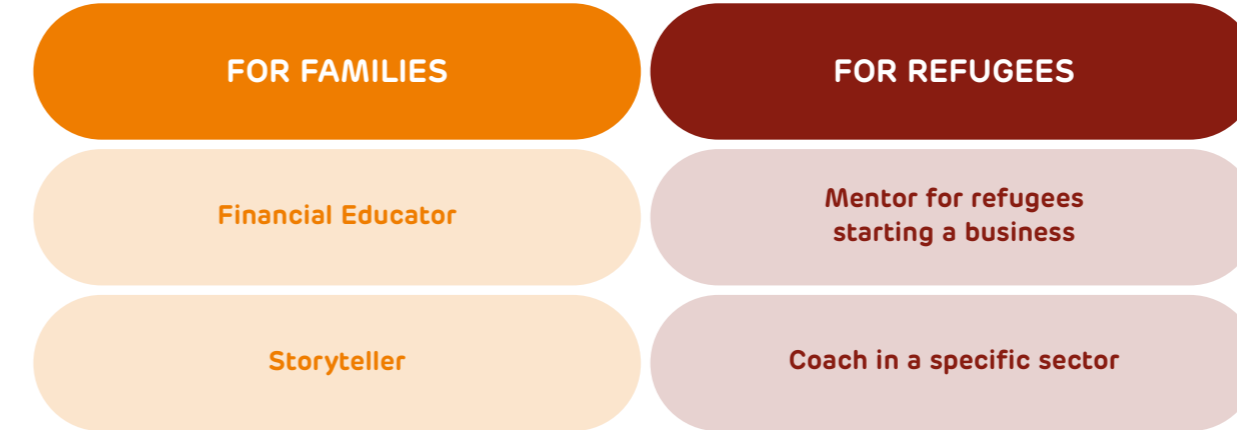 FOR FAMILIES
FOR REFUGEES
Financial Educator
Mentor for refugees
starting a business
Storyteller
Coach in a specific sector